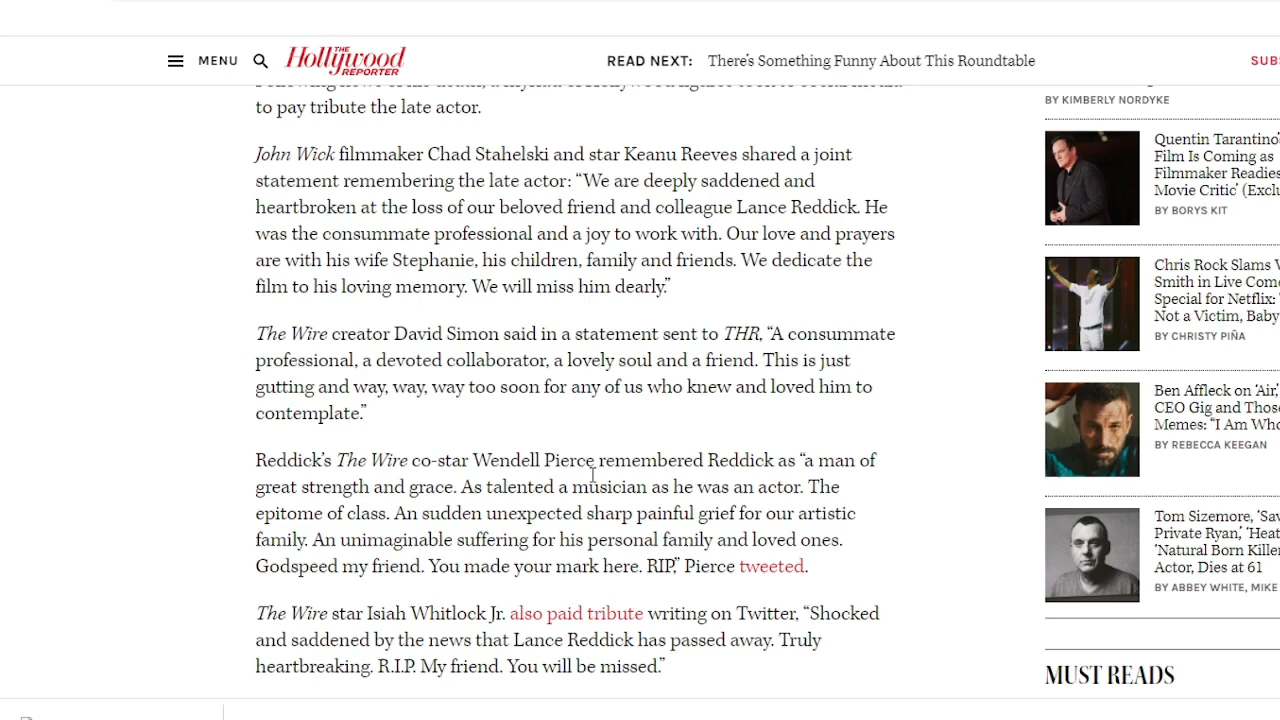 MENU
THE
Hollywood
REPORTER
READ NEXT: There's Something Funny About This Roundtable
SUB
to pay tribute the late actor.
John Wick filmmaker Chad Stahelski and star Keanu Reeves shared a joint
statement remembering the late actor: “We are deeply saddened and
heartbroken at the loss of our beloved friend and colleague Lance Reddick. He
was the consummate professional and a joy to work with. Our love and prayers
are with his wife Stephanie, his children, family and friends. We dedicate the
film to his loving memory. We will miss him dearly.”
The Wire creator David Simon said in a statement sent to THR, “A consummate
professional, a devoted collaborator, a lovely soul and a friend. This is just
gutting and way, way, way too soon for any of us who knew and loved him to
contemplate.”
Reddick’s The Wire co-star Wendell Pierce remembered Reddick as “a man of
great strength and grace. As talented a musician as he was an actor. The
epitome of class. An sudden unexpected sharp painful grief for our artistic
family. An unimaginable suffering for his personal family and loved ones.
Godspeed my friend. You made your mark here. RIP,” Pierce tweeted.
The Wire star Isiah Whitlock Jr. also paid tribute writing on Twitter, “Shocked
and saddened by the news that Lance Reddick has passed away. Truly
heartbreaking. R.I.P. My friend. You will be missed.”
BY KIMBERLY NORDYKE
Quentin Tarantino’s
Film Is Coming as
Filmmaker Readies
Movie Critic’ (Exclu
BY BORYS KIT
Chris Rock Slams W
Smith in Live Come
Special for Netflix: ‘
Not a Victim, Baby
BY CHRISTY PIÑA
Ben Affleck on ‘Air,’
CEO Gig and Those
Memes: “I Am Who
BY REBECCA KEEGAN
Tom Sizemore, ‘Sav
Private Ryan,’ ‘Heat
‘Natural Born Killer
Actor, Dies at 61
BY ABBEY WHITE, MIKE
MUST READS